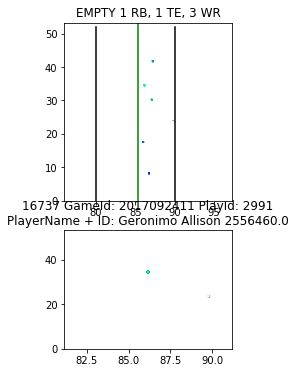 EMPTY 1 RB, 1 TE, 3 WR
50
40
30
20
10
0
80 85 90 95
16737 GameId: 2017092411 PlayId: 2991
PlayerName + ID: Geronimo Allison 2556460.0
40
20
0
82.5 85.0 87.5 90.0